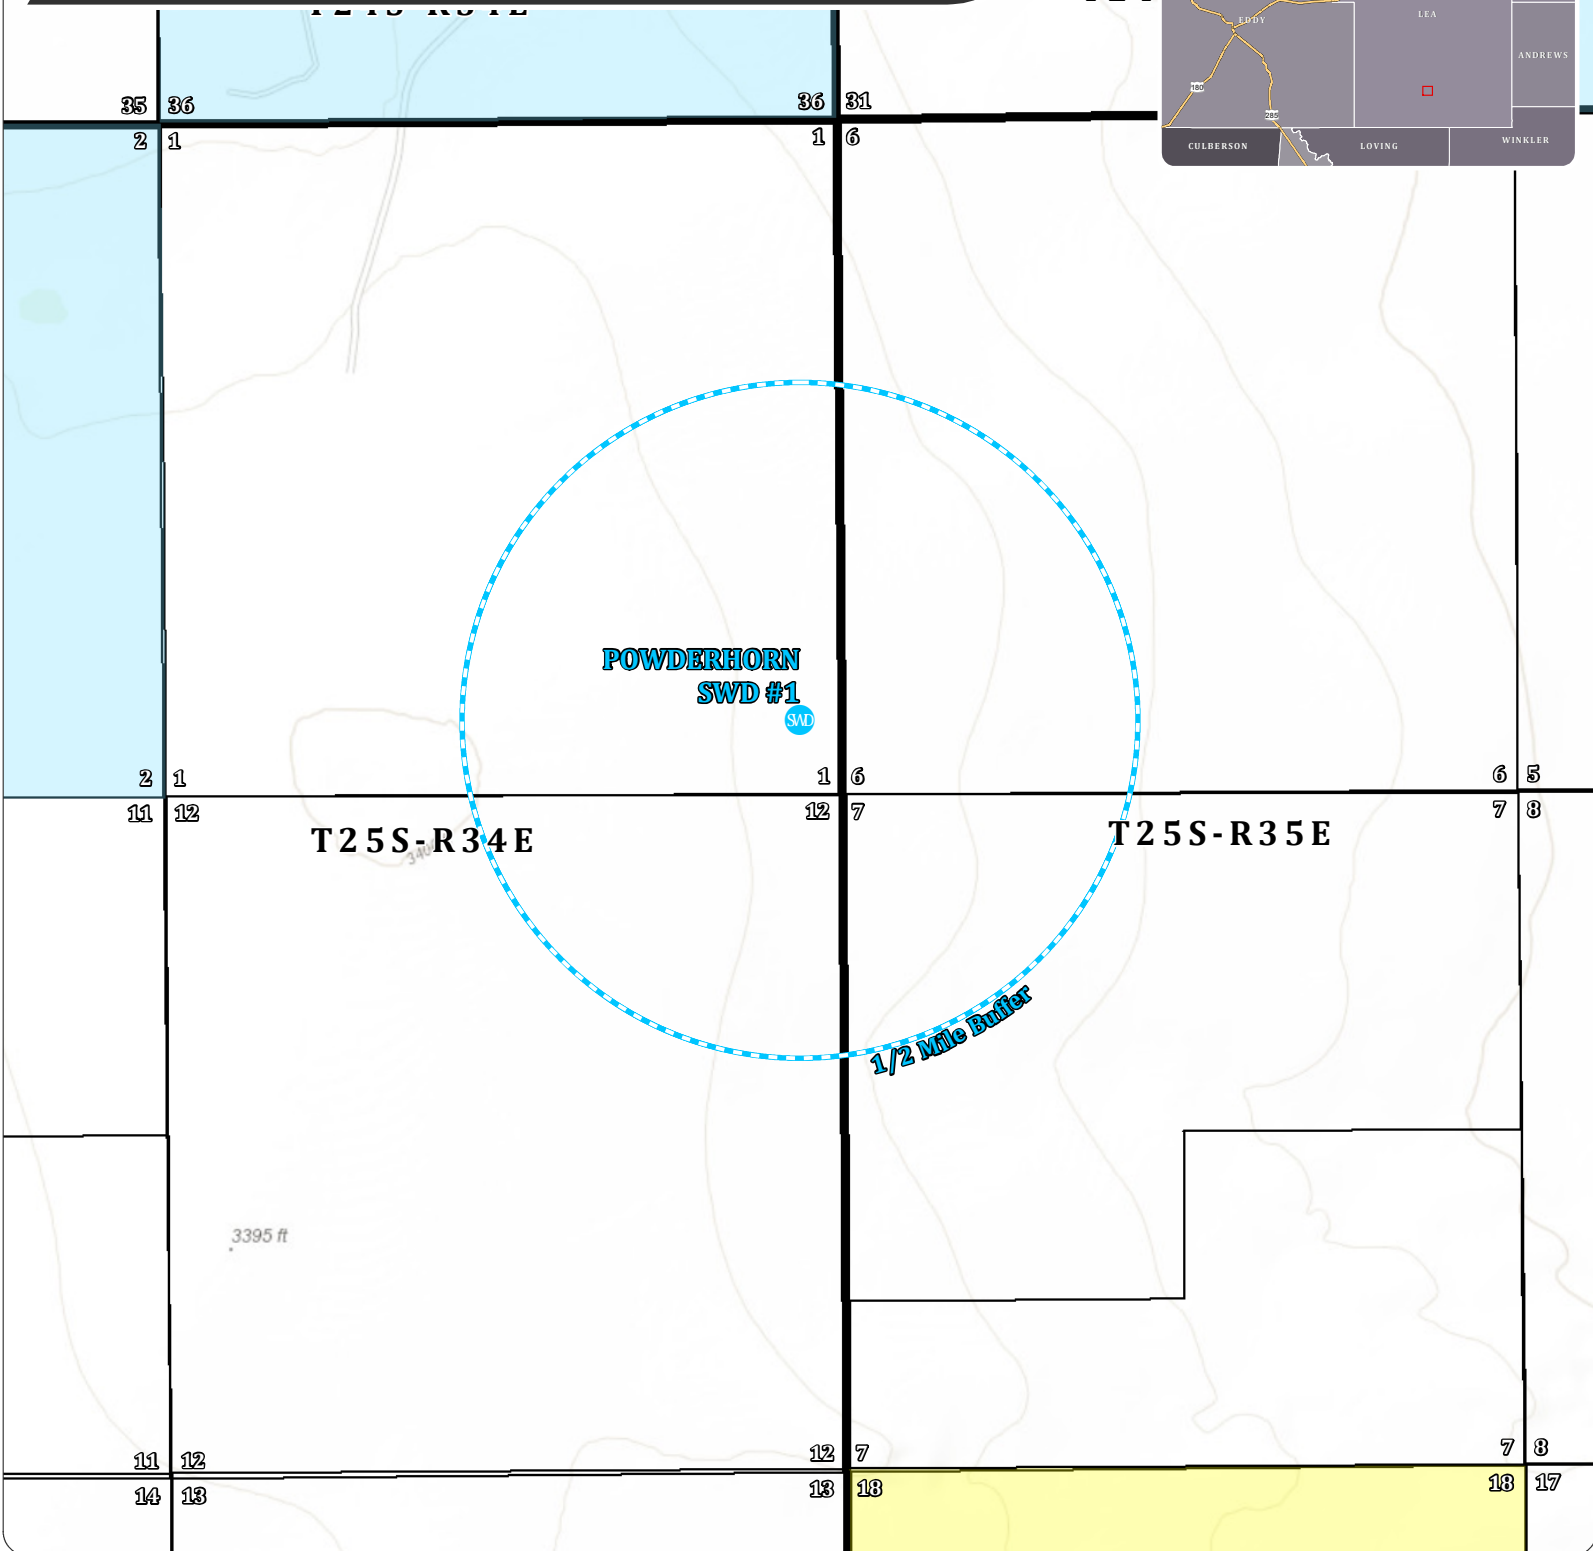 EDDY
LEA
ANDREWS
180
285
CULBERSON
LOVING
WINKLER
35 36
36 31
2 1
1 6
POWDERHORN
SWD #1
SWD
2 1
1 6
6 5
11 12
12 7
7 8
T25S-R34E
T25S-R35E
1/2 Mile Buffer
3395 ft
11 12
12 7
7 8
14 13
13 18
18 17